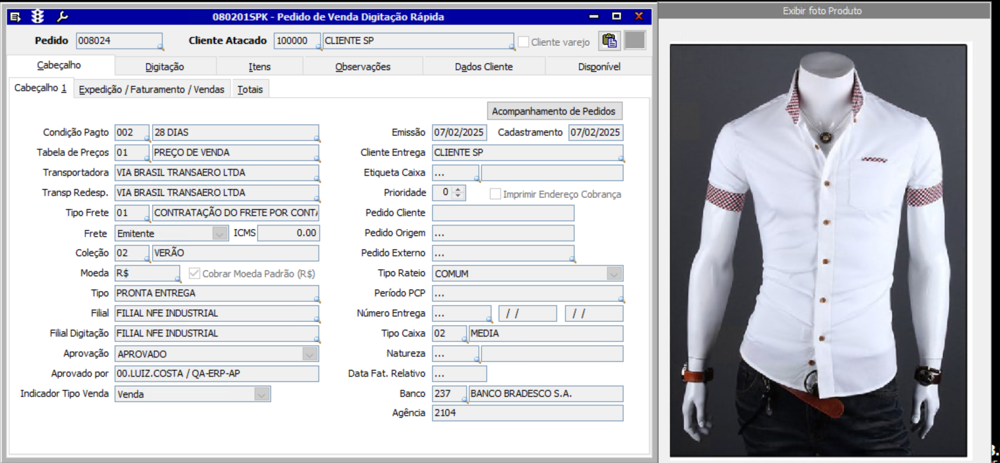 080201SPK - Pedido de Venda Digitação Rápida
Exibir foto Produto
Pedido 008024 Cliente Atacado 100000 CLIENTE SP Cliente varejo
Cabeçalho Digitação Itens Observações Dados Cliente Disponível
Cabeçalho 1 Expedição / Faturamento / Vendas Totais
Acompanhamento de Pedidos
Condição Pagto 002 28 DIAS Emissão 07/02/2025 Cadastramento 07/02/2025
Tabela de Preços 01 PREÇO DE VENDA Cliente Entrega CLIENTE SP
Transportadora VIA BRASIL TRANSAERO LTDA Etiqueta Caixa ...
Transp Redesp. VIA BRASIL TRANSAERO LTDA Prioridade 0 Imprimir Endereço Cobrança
Tipo Frete 01 CONTRATAÇÃO DO FRETE POR CONTA Pedido Cliente
Frete Emitente ICMS 0.00 Pedido Origem ...
Coleção 02 VERÃO Pedido Externo ...
Moeda R$ Cobrar Moeda Padrão (R$) Tipo Rateio COMUM
Tipo PRONTA ENTREGA Período PCP ...
Filial FILIAL NFE INDUSTRIAL Número Entrega ... / / / /
Filial Digitação FILIAL NFE INDUSTRIAL Tipo Caixa 02 MEDIA
Aprovação APROVADO Natureza ...
Aprovado por 00.LUIZ.COSTA / QA-ERP-AP Data Fat. Relativo ...
Indicador Tipo Venda Venda Banco 237 BANCO BRADESCO S.A.
Agência 2104